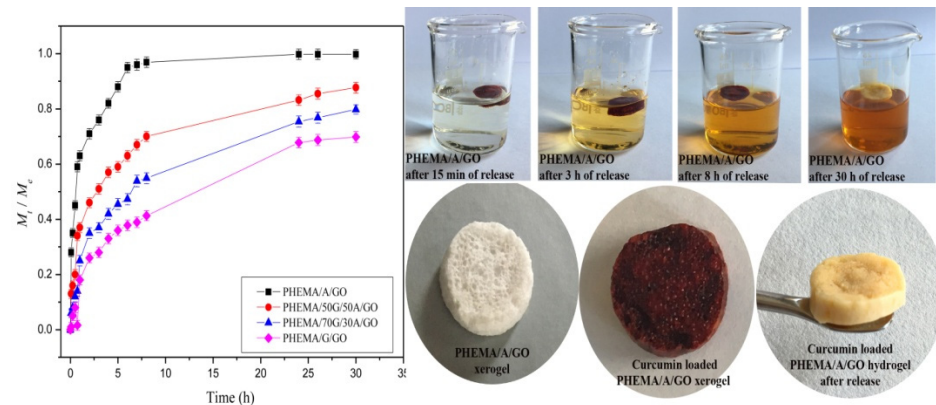 M_t / M_e
1.0
0.8
0.6
0.4
0.2
0.0
PHEMA/A/GO
PHEMA/50G/50A/GO
PHEMA/70G/30A/GO
PHEMA/G/GO
0
5
10
15
20
25
30
35
Time (h)
PHEMA/A/GO
after 15 min of release
PHEMA/A/GO
after 3 h of release
PHEMA/A/GO
after 8 h of release
PHEMA/A/GO
after 30 h of release
PHEMA/A/GO
xerogel
Curcumin loaded
PHEMA/A/GO xerogel
Curcumin loaded
PHEMA/A/GO hydrogel
after release